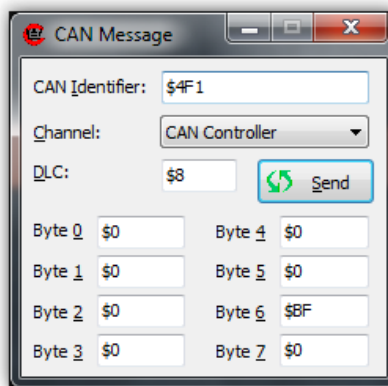 CAN Message
CAN Identifier: $4F1
Channel: CAN Controller
DLC: $8 Send
Byte 0 $0 Byte 4 $0
Byte 1 $0 Byte 5 $0
Byte 2 $0 Byte 6 $BF
Byte 3 $0 Byte 7 $0